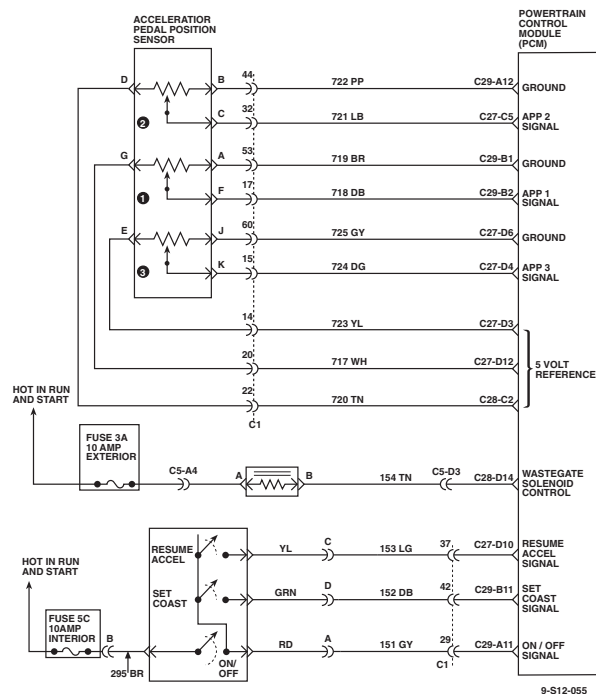 ACCELERATIOR
PEDAL POSITION
SENSOR
POWERTRAIN
CONTROL
MODULE
(PCM)
D B 44 722 PP C29-A12 GROUND
2 C 32 721 LB C27-C5 APP 2
SIGNAL
G A 53 719 BR C29-B1 GROUND
1 F 17 718 DB C29-B2 APP 1
SIGNAL
E J 60 725 GY C27-D6 GROUND
3 K 15 724 DG C27-D4 APP 3
SIGNAL
14 723 YL C27-D3
20 717 WH C27-D12
5 VOLT
REFERENCE
22 720 TN C28-C2
C1
HOT IN RUN
AND START
FUSE 3A
10 AMP
EXTERIOR
C5-A4 A B 154 TN C5-D3 C28-D14
WASTEGATE
SOLENOID
CONTROL
HOT IN RUN
AND START
FUSE 5C
10AMP
INTERIOR
B
295 BR
RESUME
ACCEL
YL C 153 LG 37 C27-D10
RESUME
ACCEL
SIGNAL
SET
COAST
GRN D 152 DB 42 C29-B11
SET
COAST
SIGNAL
ON/
OFF
RD A 151 GY 29 C29-A11
ON / OFF
SIGNAL
C1
9-S12-055